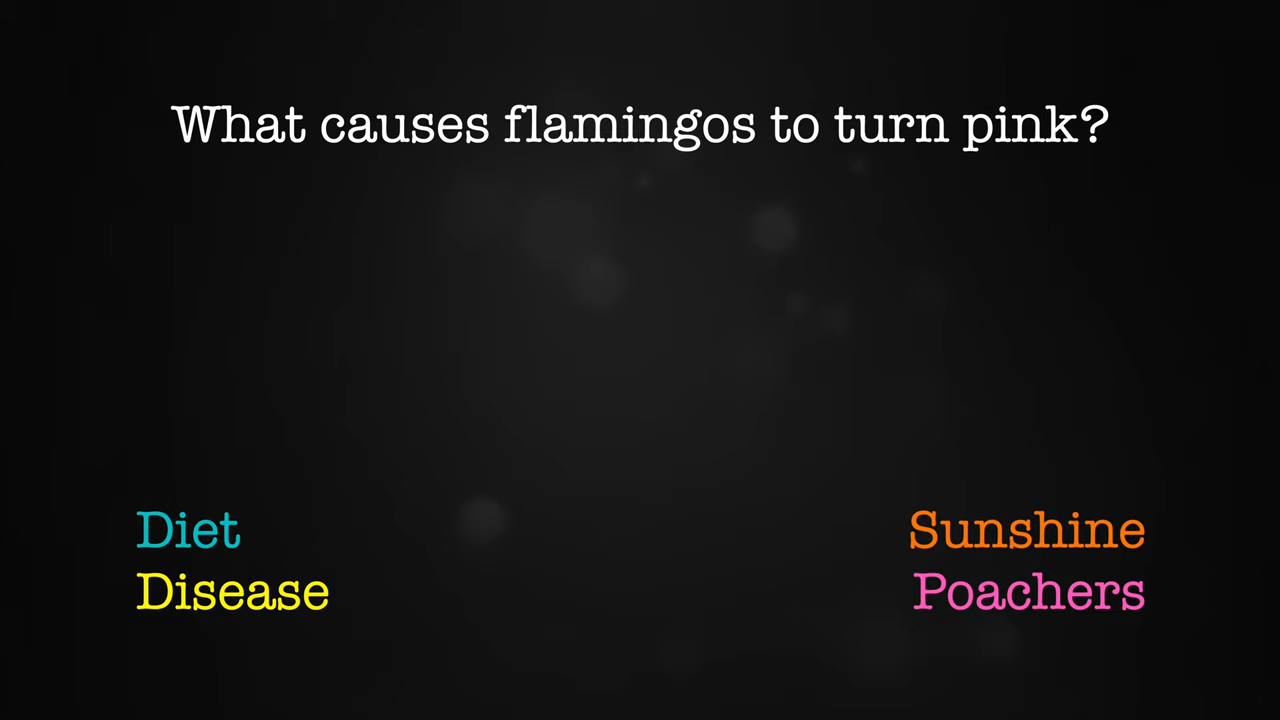 What causes flamingos to turn pink?
Diet
Disease
Sunshine
Poachers